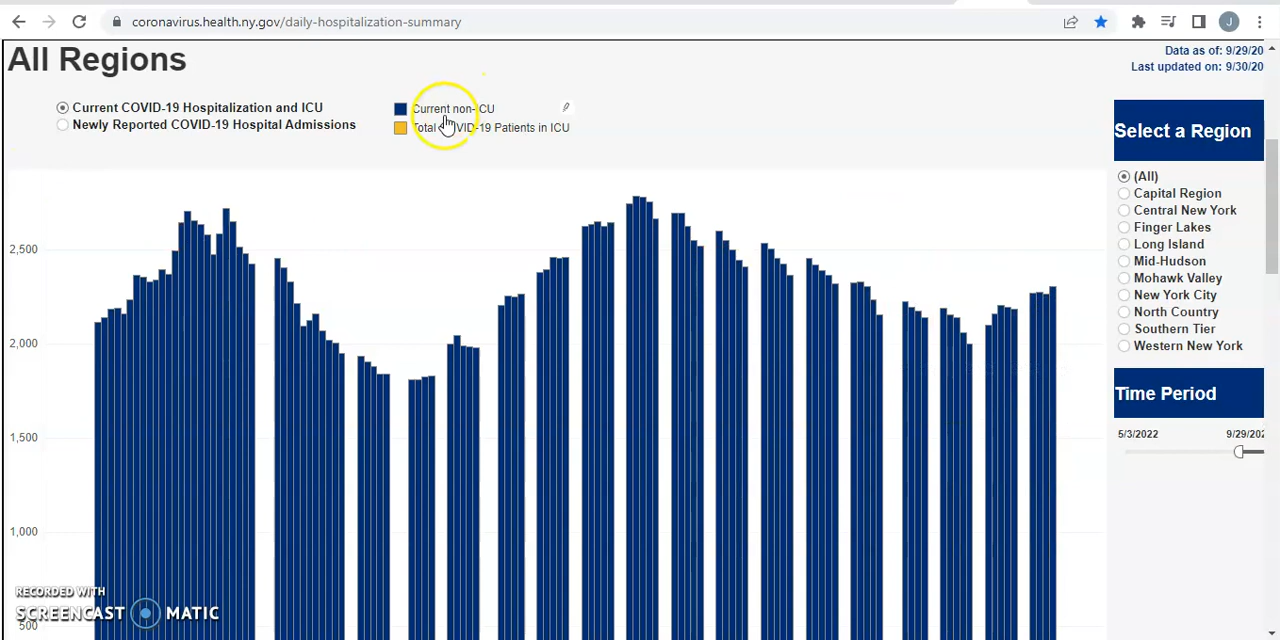 coronavirus.health.ny.gov/daily-hospitalization-summary
J
All Regions
Data as of: 9/29/20
Last updated on: 9/30/20
Current COVID-19 Hospitalization and ICU
Newly Reported COVID-19 Hospital Admissions
Current non-ICU
Total COVID-19 Patients in ICU
Select a Region
(All)
Capital Region
Central New York
Finger Lakes
Long Island
Mid-Hudson
Mohawk Valley
New York City
North Country
Southern Tier
Western New York
Time Period
5/3/2022
9/29/202
2,500
2,000
1,500
1,000
500
RECORDED WITH
SCREENCAST MATIC